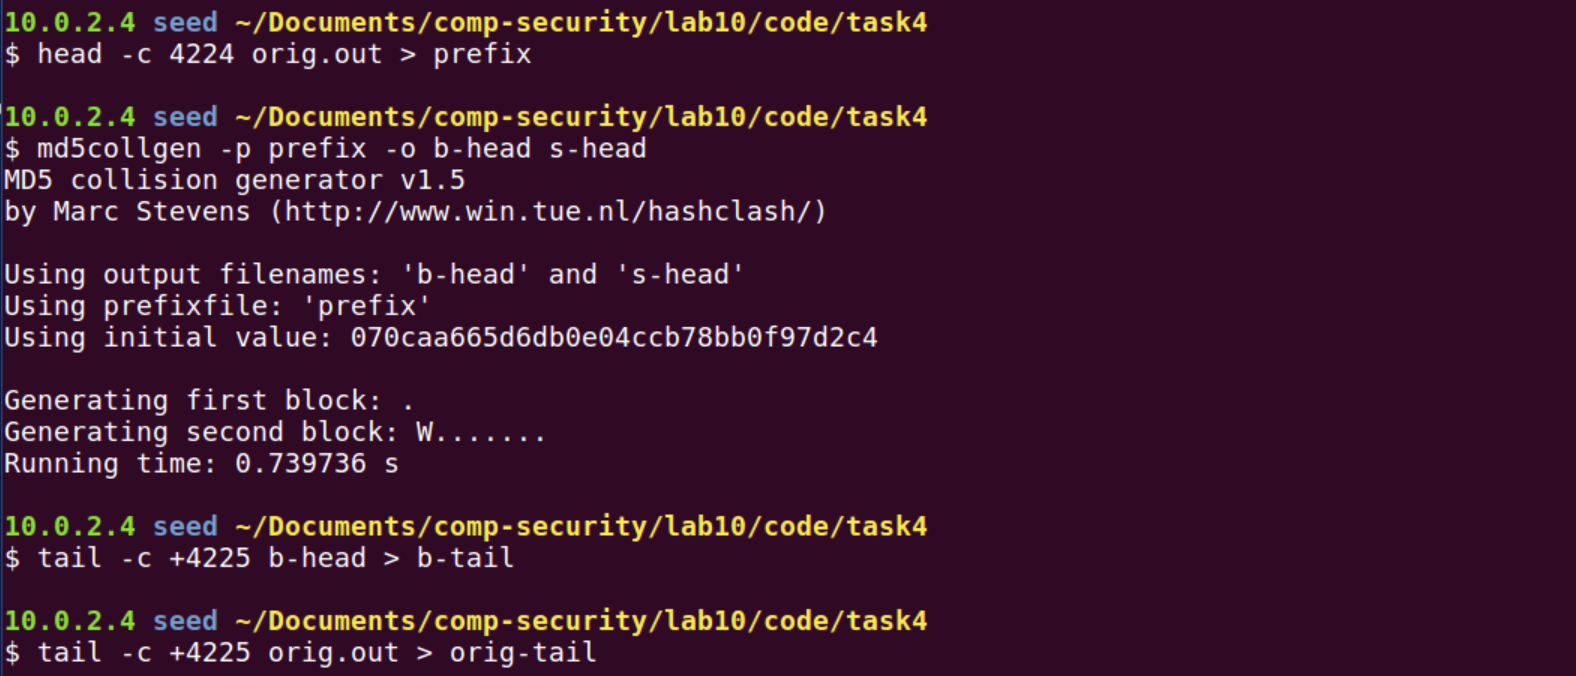 10.0.2.4 seed ~/Documents/comp-security/lab10/code/task4
$ head -c 4224 orig.out > prefix
10.0.2.4 seed ~/Documents/comp-security/lab10/code/task4
$ md5collgen -p prefix -o b-head s-head
MD5 collision generator v1.5
by Marc Stevens (http://www.win.tue.nl/hashclash/)
Using output filenames: 'b-head' and 's-head'
Using prefixfile: 'prefix'
Using initial value: 070caa665d6db0e04ccb78bb0f97d2c4
Generating first block: .
Generating second block: W.......
Running time: 0.739736 s
10.0.2.4 seed ~/Documents/comp-security/lab10/code/task4
$ tail -c +4225 b-head > b-tail
10.0.2.4 seed ~/Documents/comp-security/lab10/code/task4
$ tail -c +4225 orig.out > orig-tail